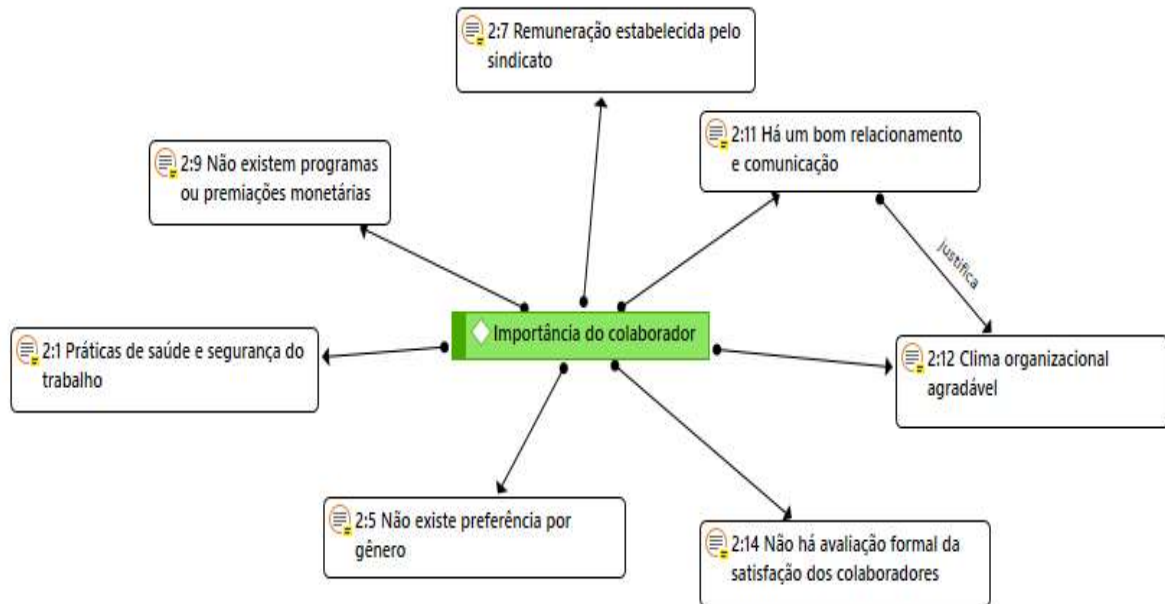 2:7 Remuneração estabelecida pelo
sindicato
2:11 Há um bom relacionamento
e comunicação
2:9 Não existem programas
ou premiações monetárias
justifica
Importância do colaborador
2:1 Práticas de saúde e segurança do
trabalho
2:12 Clima organizacional
agradável
2:5 Não existe preferência por
gênero
2:14 Não há avaliação formal da
satisfação dos colaboradores